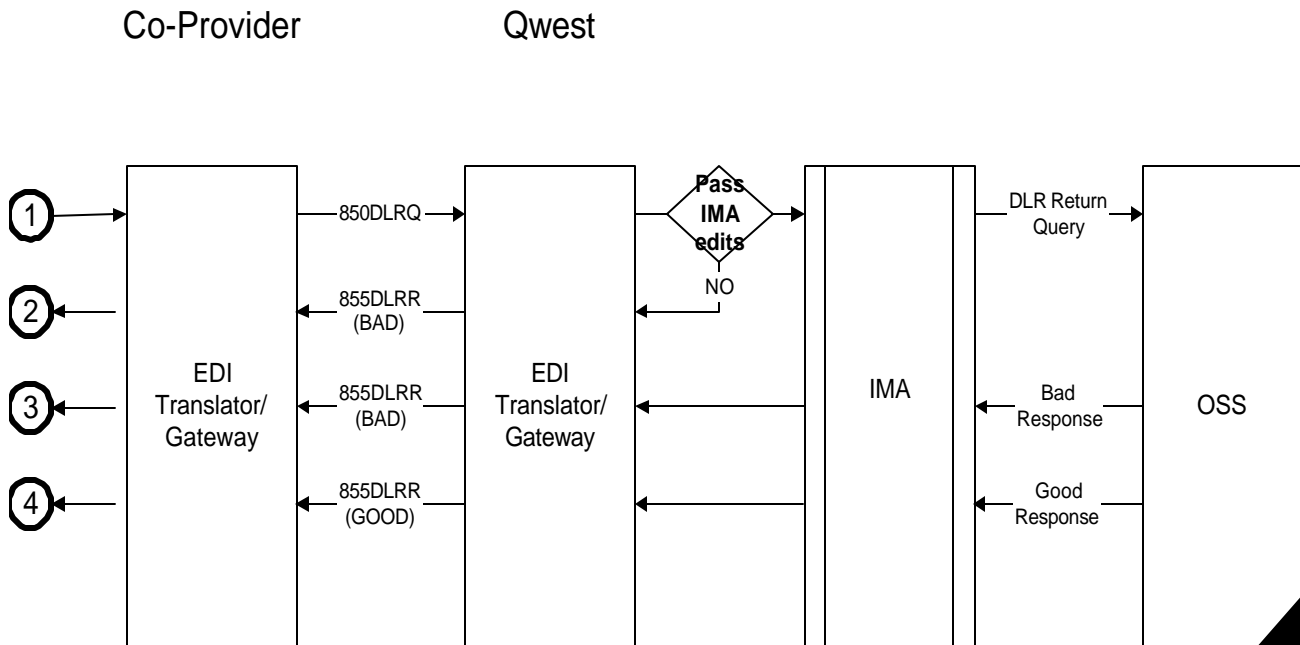 Co-Provider
Qwest
1
850DLRQ
Pass
IMA
edits
NO
DLR Return
Query
2
855DLRR
(BAD)
3
855DLRR
(BAD)
EDI
Translator/
Gateway
EDI
Translator/
Gateway
IMA
Bad
Response
OSS
4
855DLRR
(GOOD)
Good
Response